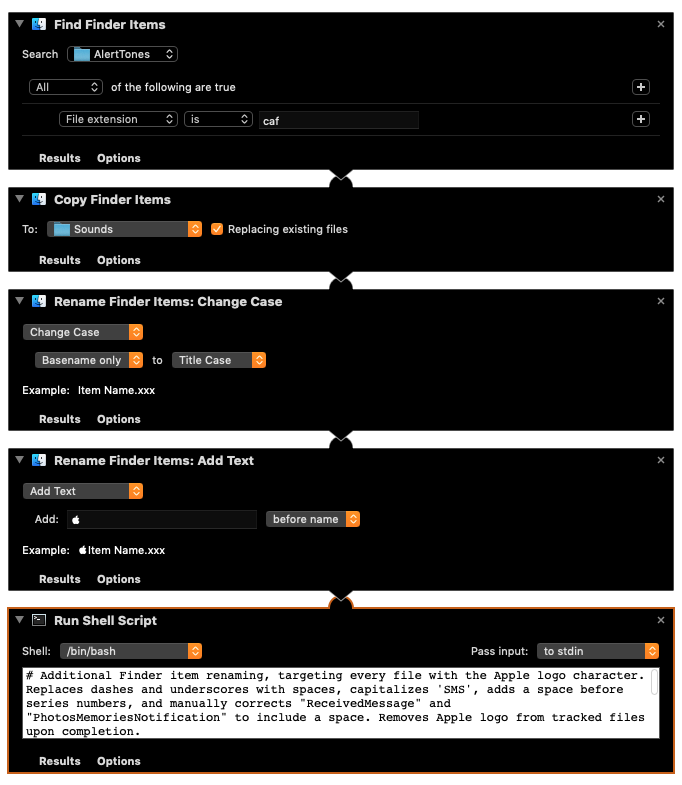 Find Finder Items
Search AlertTones
All of the following are true
File extension is caf
Results Options
Copy Finder Items
To: Sounds Replacing existing files
Results Options
Rename Finder Items: Change Case
Change Case
Basename only to Title Case
Example: Item Name.xxx
Results Options
Rename Finder Items: Add Text
Add Text
Add:  before name
Example: Item Name.xxx
Results Options
Run Shell Script
Shell: /bin/bash Pass input: to stdin
# Additional Finder item renaming, targeting every file with the Apple logo character.
Replaces dashes and underscores with spaces, capitalizes 'SMS', adds a space before
series numbers, and manually corrects "ReceivedMessage" and
"PhotosMemoriesNotification" to include a space. Removes Apple logo from tracked files
upon completion.
Results Options